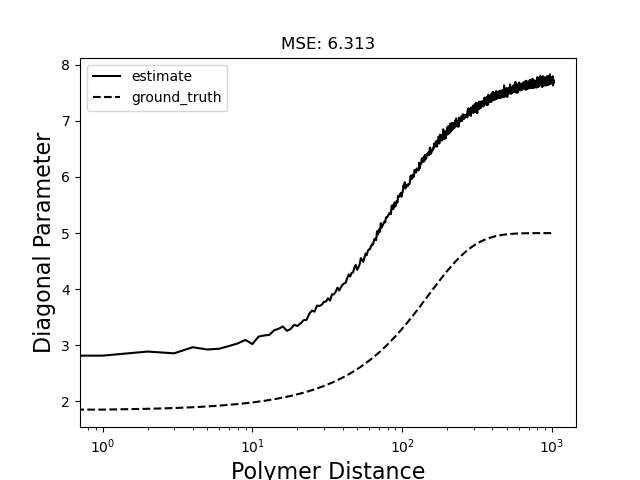 MSE: 6.313
estimate
ground_truth
Diagonal Parameter
8
7
6
5
4
3
2
10⁰ 10¹ 10² 10³
Polymer Distance